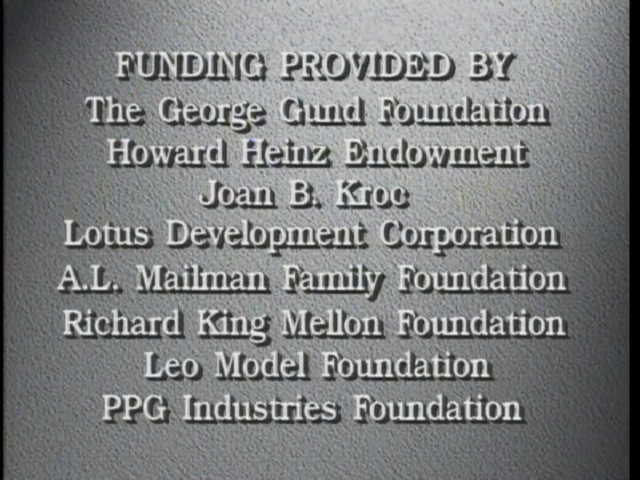 FUNDING PROVIDED BY
The George Gund Foundation
Howard Heinz Endowment
Joan B. Kroc
Lotus Development Corporation
A.L. Mailman Family Foundation
Richard King Mellon Foundation
Leo Model Foundation
PPG Industries Foundation